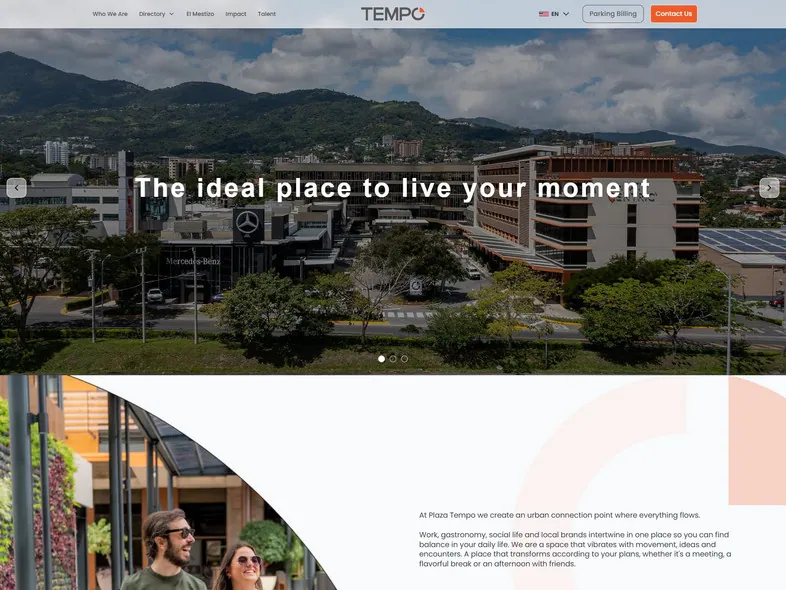 Who We Are
Directory
El Mestizo
Impact
Talent
TEMPO
EN
Parking Billing
Contact Us
The ideal place to live your moment
Mercedes-Benz
At Plaza Tempo we create an urban connection point where everything flows.
Work, gastronomy, social life and local brands intertwine in one place so you can find
balance in your daily life. We are a space that vibrates with movement, ideas and
encounters. A place that transforms according to your plans, whether it's a meeting, a
flavorful break or an afternoon with friends.